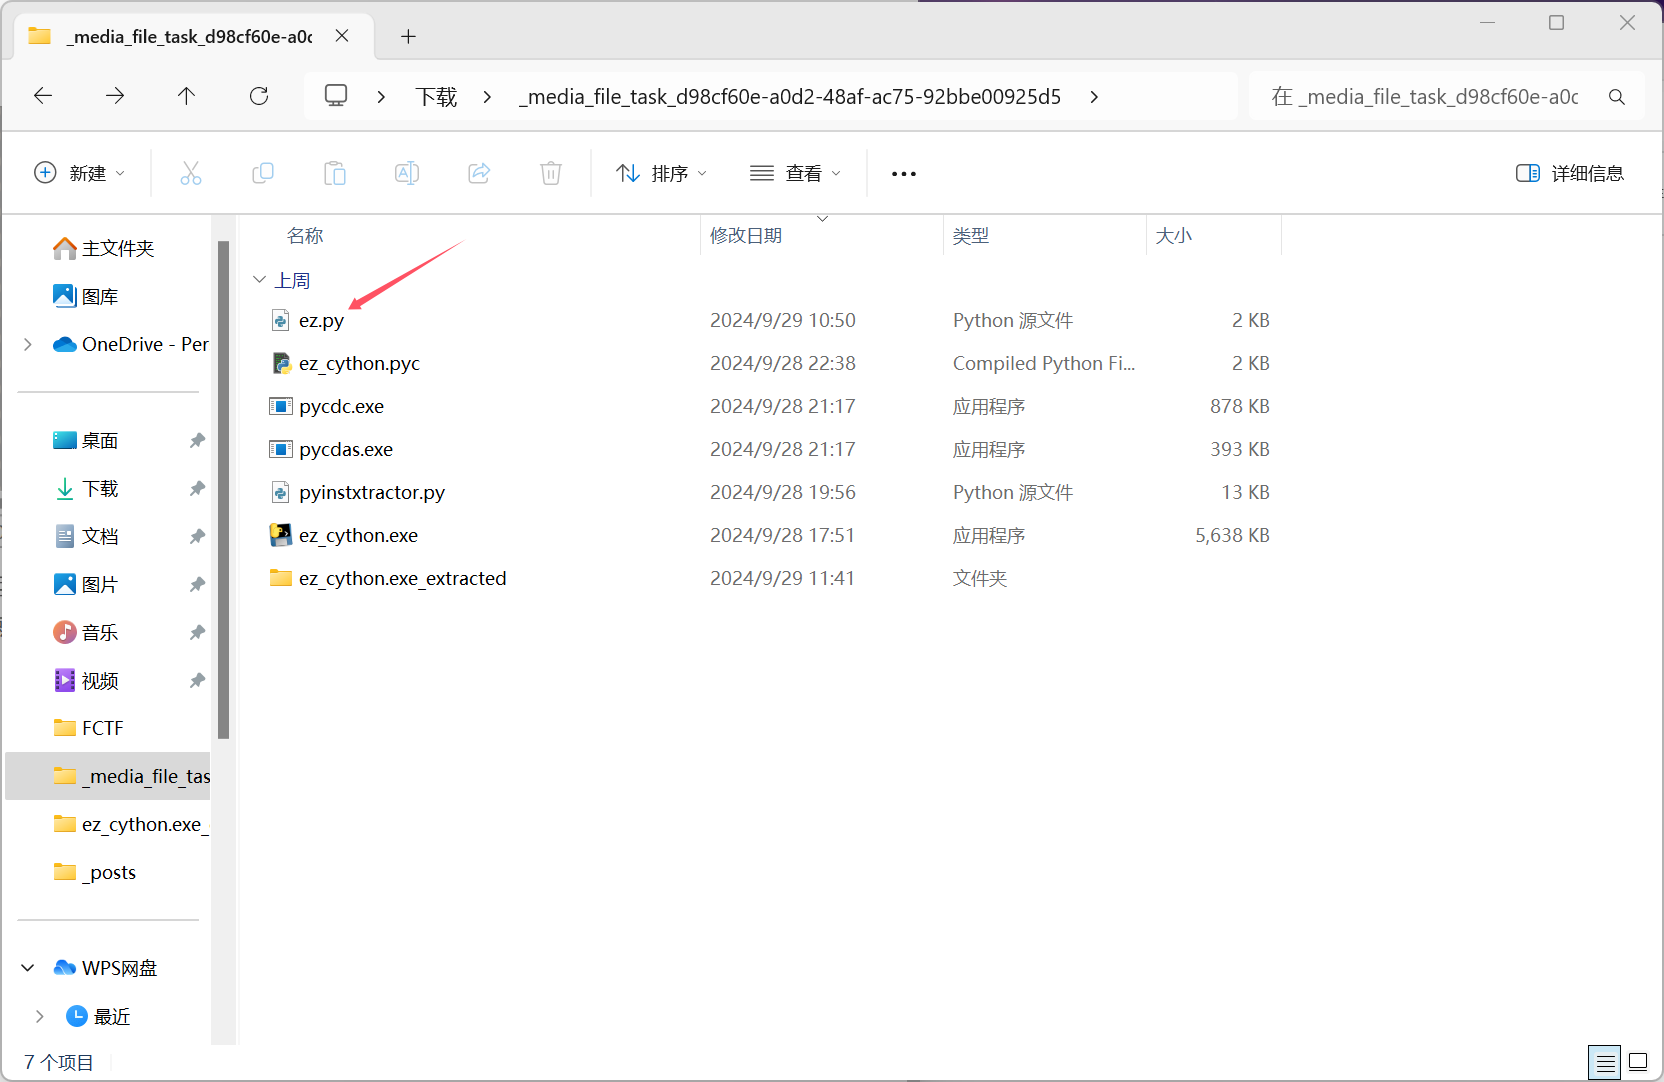 _media_file_task_d98cf60e-a0c
下载
_media_file_task_d98cf60e-a0d2-48af-ac75-92bbe00925d5
在 _media_file_task_d98cf60e-a0c
新建
排序
查看
详细信息
名称
修改日期
类型
大小
上周
ez.py
2024/9/29 10:50
Python 源文件
2 KB
ez_cython.pyc
2024/9/28 22:38
Compiled Python Fi...
2 KB
pycdc.exe
2024/9/28 21:17
应用程序
878 KB
pycdas.exe
2024/9/28 21:17
应用程序
393 KB
pyinstxtractor.py
2024/9/28 19:56
Python 源文件
13 KB
ez_cython.exe
2024/9/28 17:51
应用程序
5,638 KB
ez_cython.exe_extracted
2024/9/29 11:41
文件夹
主文件夹
图库
OneDrive - Per
桌面
下载
文档
图片
音乐
视频
FCTF
_media_file_tas
ez_cython.exe_
_posts
WPS网盘
最近
7 个项目